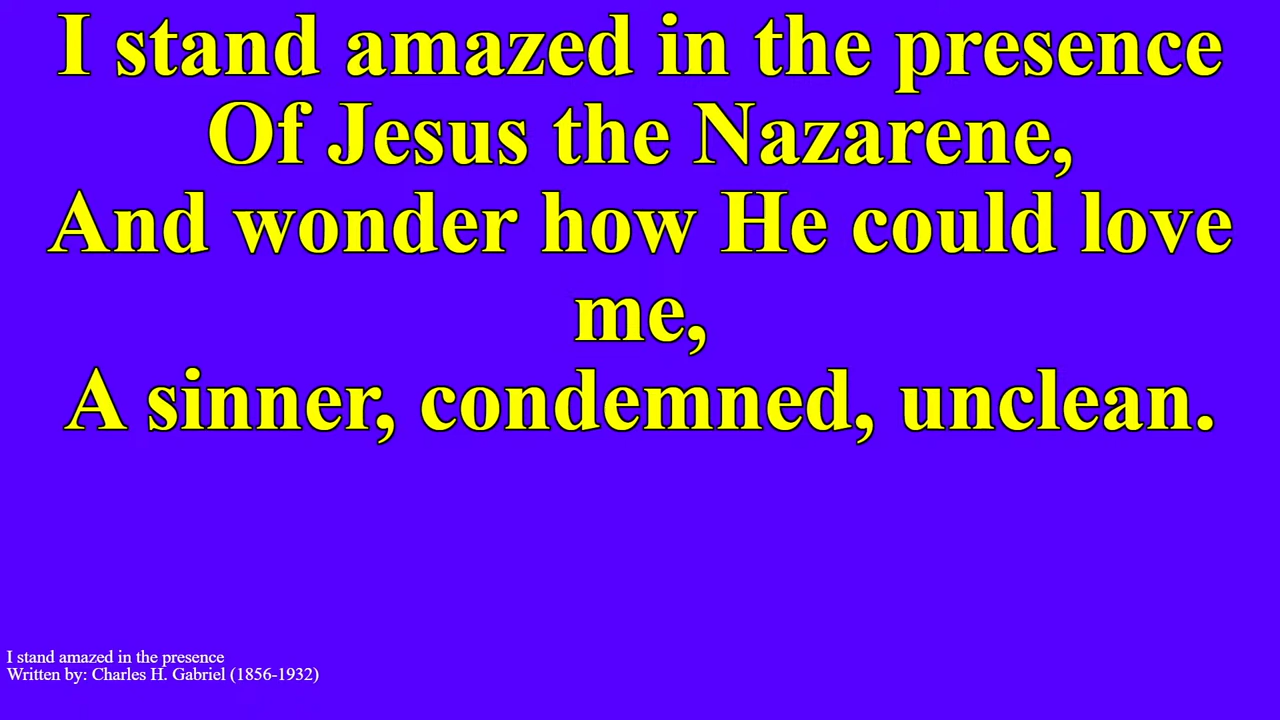 I stand amazed in the presence
Of Jesus the Nazarene,
And wonder how He could love
me,
A sinner, condemned, unclean.
I stand amazed in the presence
Written by: Charles H. Gabriel (1856-1932)